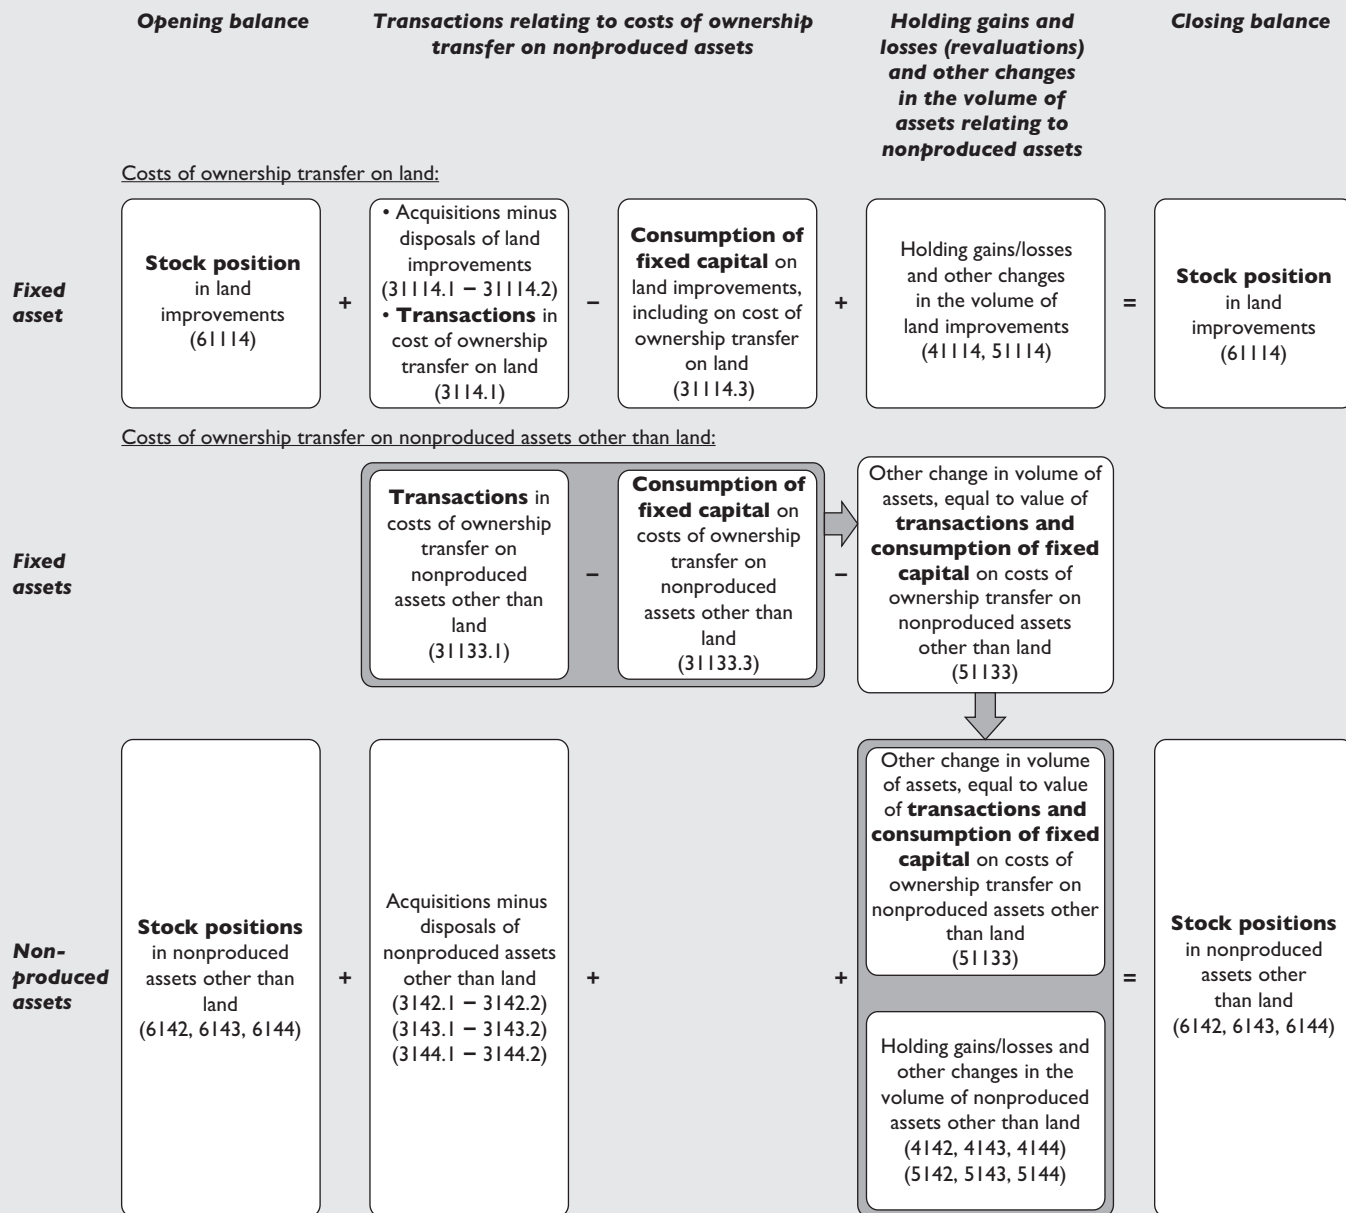 Opening balance
Transactions relating to costs of ownership
transfer on nonproduced assets
Holding gains and
losses (revaluations)
and other changes
in the volume of
assets relating to
nonproduced assets
Closing balance
Costs of ownership transfer on land:
Fixed
asset
Stock position
in land
improvements
(61114)
+
• Acquisitions minus
disposals of land
improvements
(31114.1 – 31114.2)
• Transactions in
cost of ownership
transfer on land
(3114.1)
–
Consumption of
fixed capital on
land improvements,
including on cost of
ownership transfer
on land
(31114.3)
+
Holding gains/losses
and other changes
in the volume of
land improvements
(41114, 51114)
=
Stock position
in land
improvements
(61114)
Costs of ownership transfer on nonproduced assets other than land:
Fixed
assets
Transactions in
costs of ownership
transfer on
nonproduced
assets other than
land
(31133.1)
–
Consumption of
fixed capital on
costs of ownership
transfer on
nonproduced
assets other than
land
(31133.3)
–
Other change in volume of
assets, equal to value of
transactions and
consumption of fixed
capital on costs of
ownership transfer on
nonproduced assets
other than land
(51133)
Non-
produced
assets
Stock positions
in nonproduced
assets other than
land
(6142, 6143, 6144)
+
Acquisitions minus
disposals of
nonproduced assets
other than land
(3142.1 – 3142.2)
(3143.1 – 3143.2)
(3144.1 – 3144.2)
+
+
Other change in volume
of assets, equal to value
of transactions and
consumption of fixed
capital on costs of
ownership transfer on
nonproduced assets other
than land
(51133)
Holding gains/losses and
other changes in the
volume of nonproduced
assets other than land
(4142, 4143, 4144)
(5142, 5143, 5144)
=
Stock positions
in nonproduced
assets other
than land
(6142, 6143, 6144)